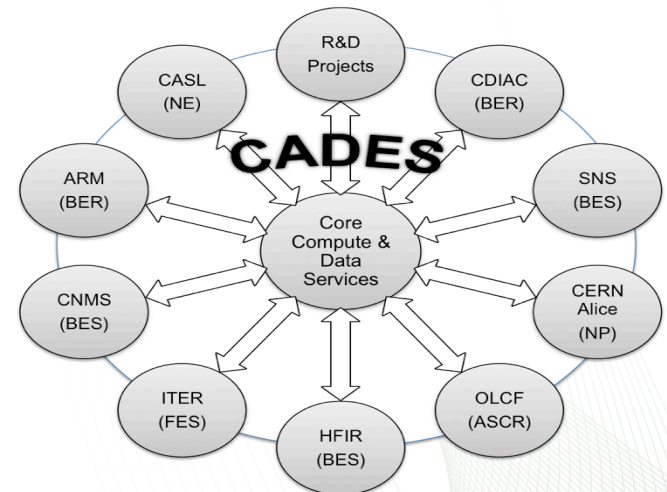 R&D
Projects
CASL
(NE)
CDIAC
(BER)
CADES
ARM
(BER)
SNS
(BES)
Core
Compute &
Data
Services
CNMS
(BES)
CERN
Alice
(NP)
ITER
(FES)
OLCF
(ASCR)
HFIR
(BES)